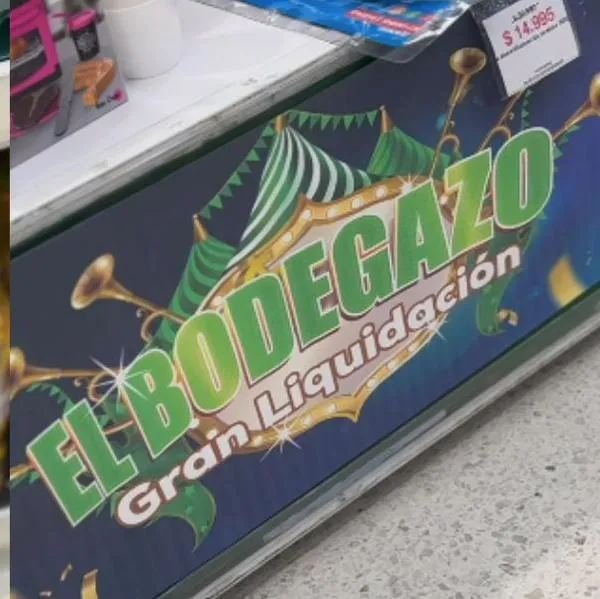 $ 14.995
EL BODEGAZO
Gran Liquidación